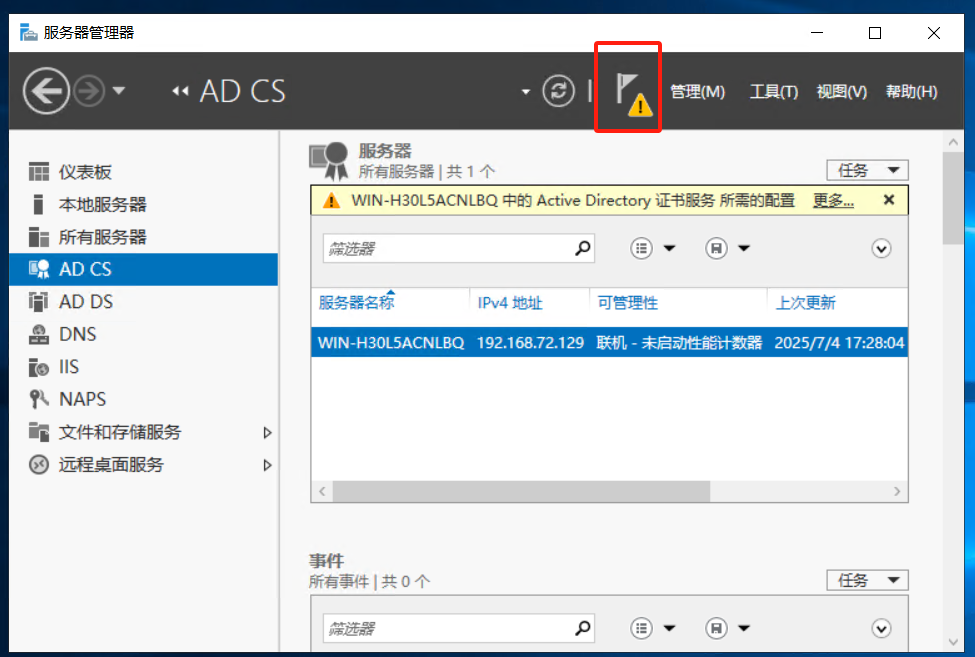 服务器管理器
AD CS
管理(M) 工具(T) 视图(V) 帮助(H)
仪表板
本地服务器
所有服务器
AD CS
AD DS
DNS
IIS
NAPS
文件和存储服务
远程桌面服务
服务器
所有服务器 | 共 1 个
任务
WIN-H30L5ACNLBQ 中的 Active Directory 证书服务 所需的配置 更多...
筛选器
服务器名称 IPv4 地址 可管理性 上次更新
WIN-H30L5ACNLBQ 192.168.72.129 联机 - 未启动性能计数器 2025/7/4 17:28:04
事件
所有事件 | 共 0 个
任务
筛选器